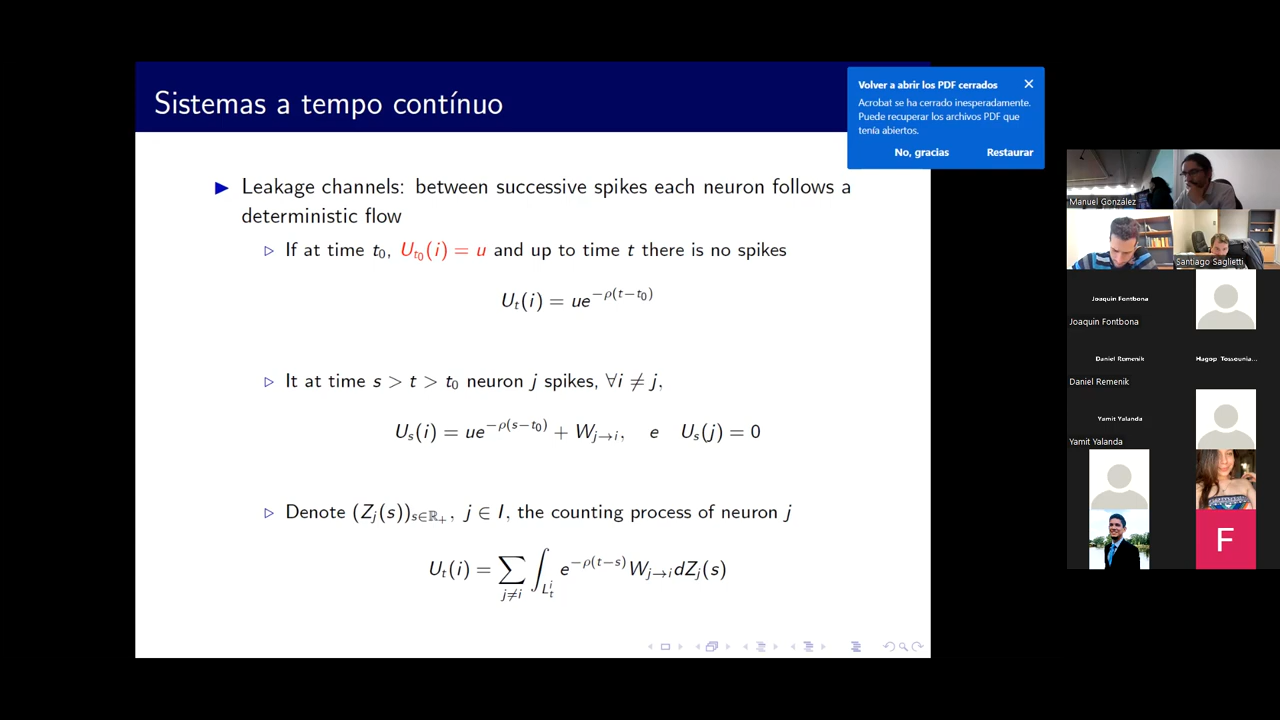 Sistemas a tempo contínuo
Volver a abrir los PDF cerrados
Acrobat se ha cerrado inesperadamente.
Puede recuperar los archivos PDF que
tenía abiertos.
No, gracias
Restaurar
▶ Leakage channels: between successive spikes each neuron follows a
deterministic flow
▷ If at time t₀, U_{t₀}(i) = u and up to time t there is no spikes
U_t(i) = ue^{−ρ(t−t₀)}
▷ It at time s > t > t₀ neuron j spikes, ∀i ≠ j,
U_s(i) = ue^{−ρ(s−t₀)} + W_{j→i}, e U_s(j) = 0
▷ Denote (Z_j(s))_{s∈ℝ₊}, j ∈ I, the counting process of neuron j
U_t(i) = ∑_{j≠i} ∫_{L_t^i} e^{−ρ(t−s)} W_{j→i} dZ_j(s)
Manuel González
Santiago Saglietti
Joaquin Fontbona
Joaquin Fontbona
Daniel Remenik
Hagop Tossounia...
Daniel Remenik
Yamit Yalanda
Yamit Yalanda
F